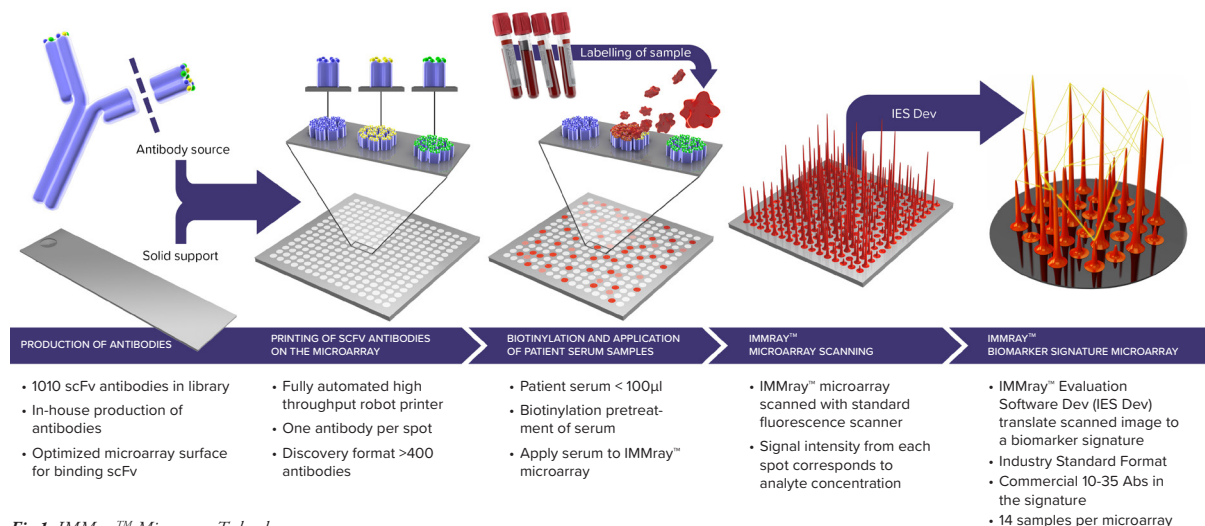 Labelling of sample
IES Dev
Antibody source
Solid support
PRODUCTION OF ANTIBODIES
PRINTING OF SCFV ANTIBODIES
ON THE MICROARRAY
BIOTINYLATION AND APPLICATION
OF PATIENT SERUM SAMPLES
IMMRAY™
MICROARRAY SCANNING
IMMRAY™
BIOMARKER SIGNATURE MICROARRAY
• 1010 scFv antibodies in library
• In-house production of
antibodies
• Optimized microarray surface
for binding scFv
• Fully automated high
throughput robot printer
• One antibody per spot
• Discovery format >400
antibodies
• Patient serum < 100µl
• Biotinylation pretreat-
ment of serum
• Apply serum to IMMray™
microarray
• IMMray™ microarray
scanned with standard
fluorescence scanner
• Signal intensity from each
spot corresponds to
analyte concentration
• IMMray™ Evaluation
Software Dev (IES Dev)
translate scanned image to
a biomarker signature
• Industry Standard Format
• Commercial 10-35 Abs in
the signature
• 14 samples per microarray